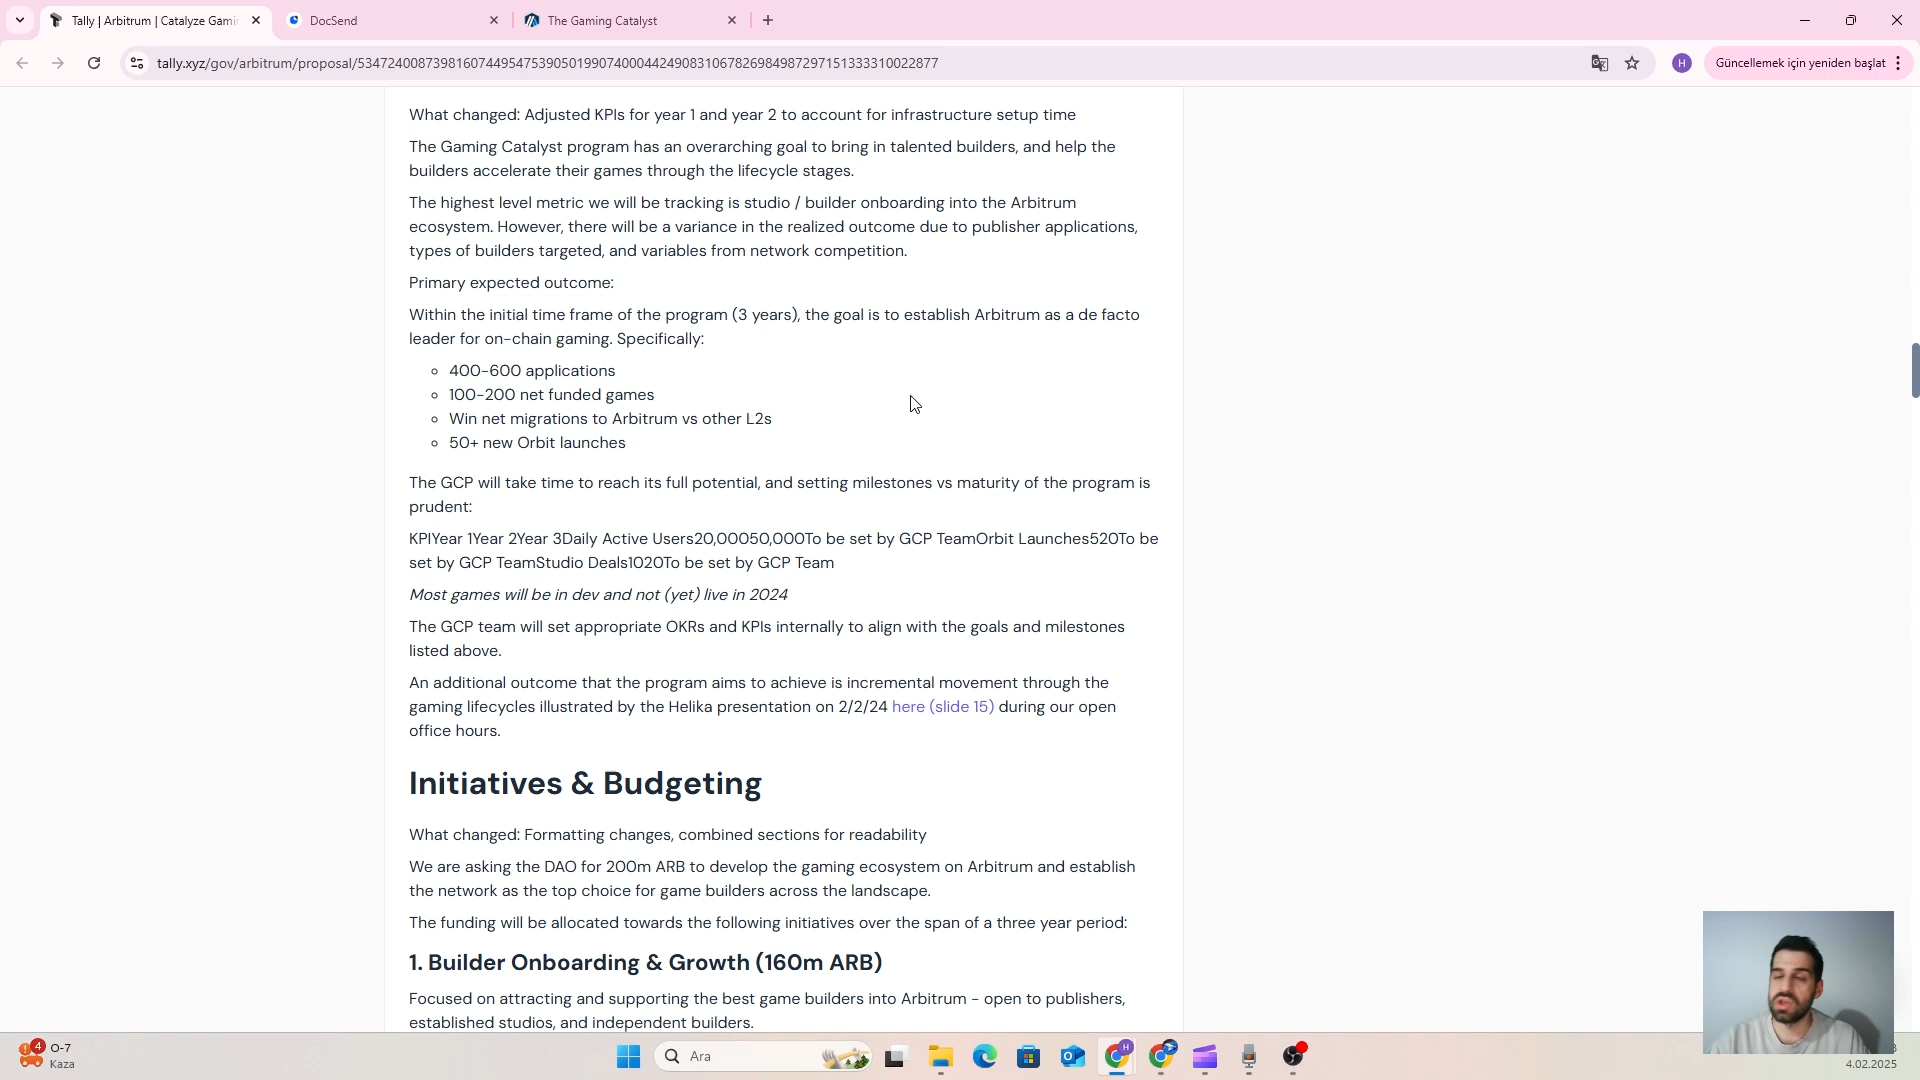 Tally | Arbitrum | Catalyze Gami
DocSend
The Gaming Catalyst
tally.xyz/gov/arbitrum/proposal/53472400873981607449547539050199074000442490831067826984987297151333310022877
H
Güncellemek için yeniden başlat
What changed: Adjusted KPIs for year 1 and year 2 to account for infrastructure setup time
The Gaming Catalyst program has an overarching goal to bring in talented builders, and help the
builders accelerate their games through the lifecycle stages.
The highest level metric we will be tracking is studio / builder onboarding into the Arbitrum
ecosystem. However, there will be a variance in the realized outcome due to publisher applications,
types of builders targeted, and variables from network competition.
Primary expected outcome:
Within the initial time frame of the program (3 years), the goal is to establish Arbitrum as a de facto
leader for on-chain gaming. Specifically:
400-600 applications
100-200 net funded games
Win net migrations to Arbitrum vs other L2s
50+ new Orbit launches
The GCP will take time to reach its full potential, and setting milestones vs maturity of the program is
prudent:
KPIYear 1Year 2Year 3Daily Active Users20,00050,000To be set by GCP TeamOrbit Launches520To be
set by GCP TeamStudio Deals1020To be set by GCP Team
Most games will be in dev and not (yet) live in 2024
The GCP team will set appropriate OKRs and KPIs internally to align with the goals and milestones
listed above.
An additional outcome that the program aims to achieve is incremental movement through the
gaming lifecycles illustrated by the Helika presentation on 2/2/24 here (slide 15) during our open
office hours.
Initiatives & Budgeting
What changed: Formatting changes, combined sections for readability
We are asking the DAO for 200m ARB to develop the gaming ecosystem on Arbitrum and establish
the network as the top choice for game builders across the landscape.
The funding will be allocated towards the following initiatives over the span of a three year period:
1. Builder Onboarding & Growth (160m ARB)
Focused on attracting and supporting the best game builders into Arbitrum - open to publishers,
established studios, and independent builders.
4
O-7
Kaza
Ara
H
4.02.2025